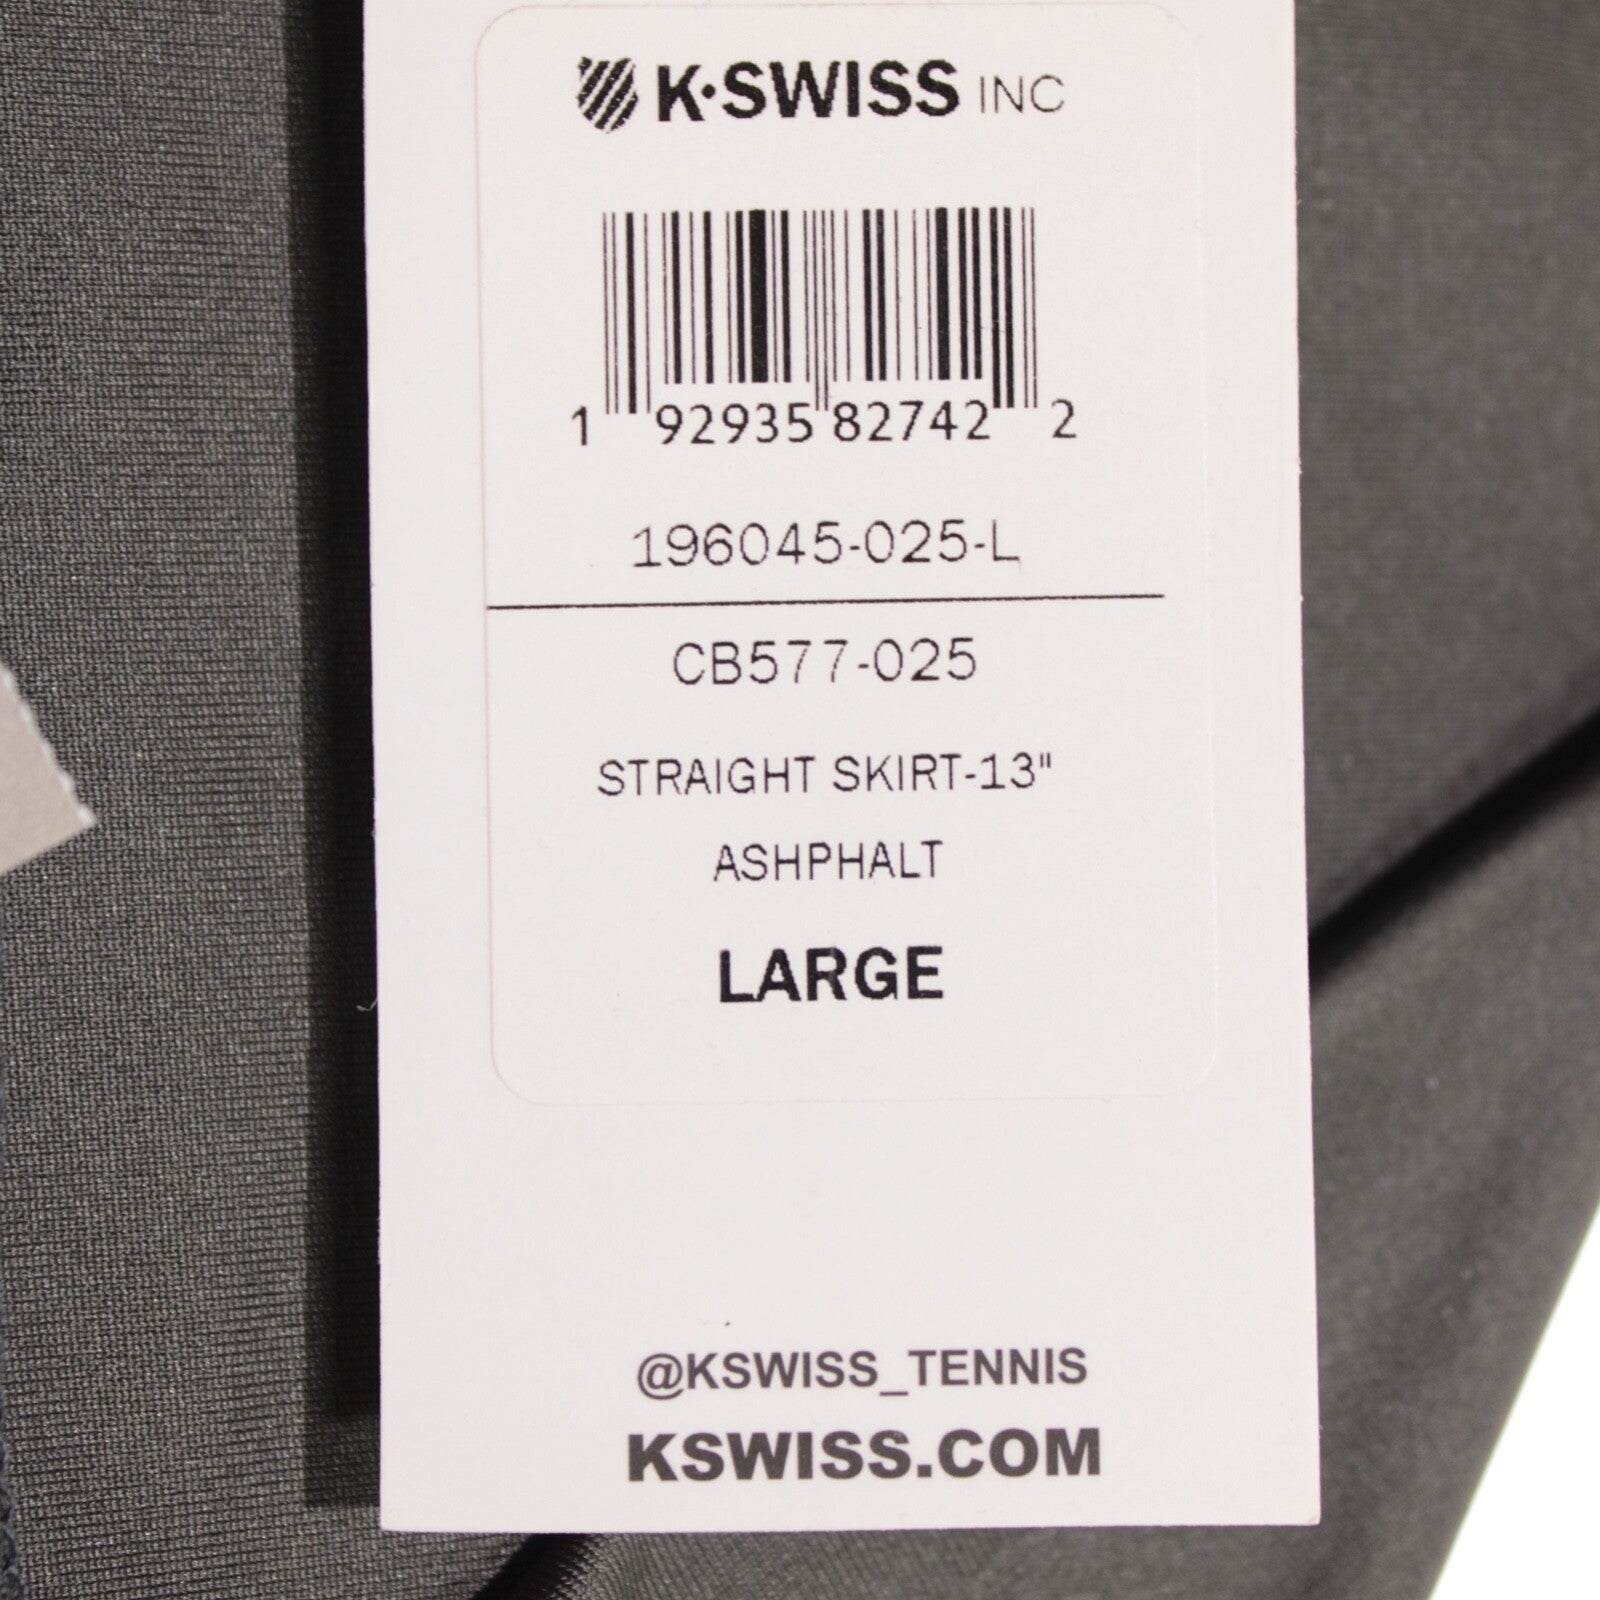 K·SWISS INC
1 92935 82742 2
196045-025-L
CB577-025
STRAIGHT SKIRT-13"
ASHPHALT
LARGE
@KSWISS_TENNIS
KSWISS.COM